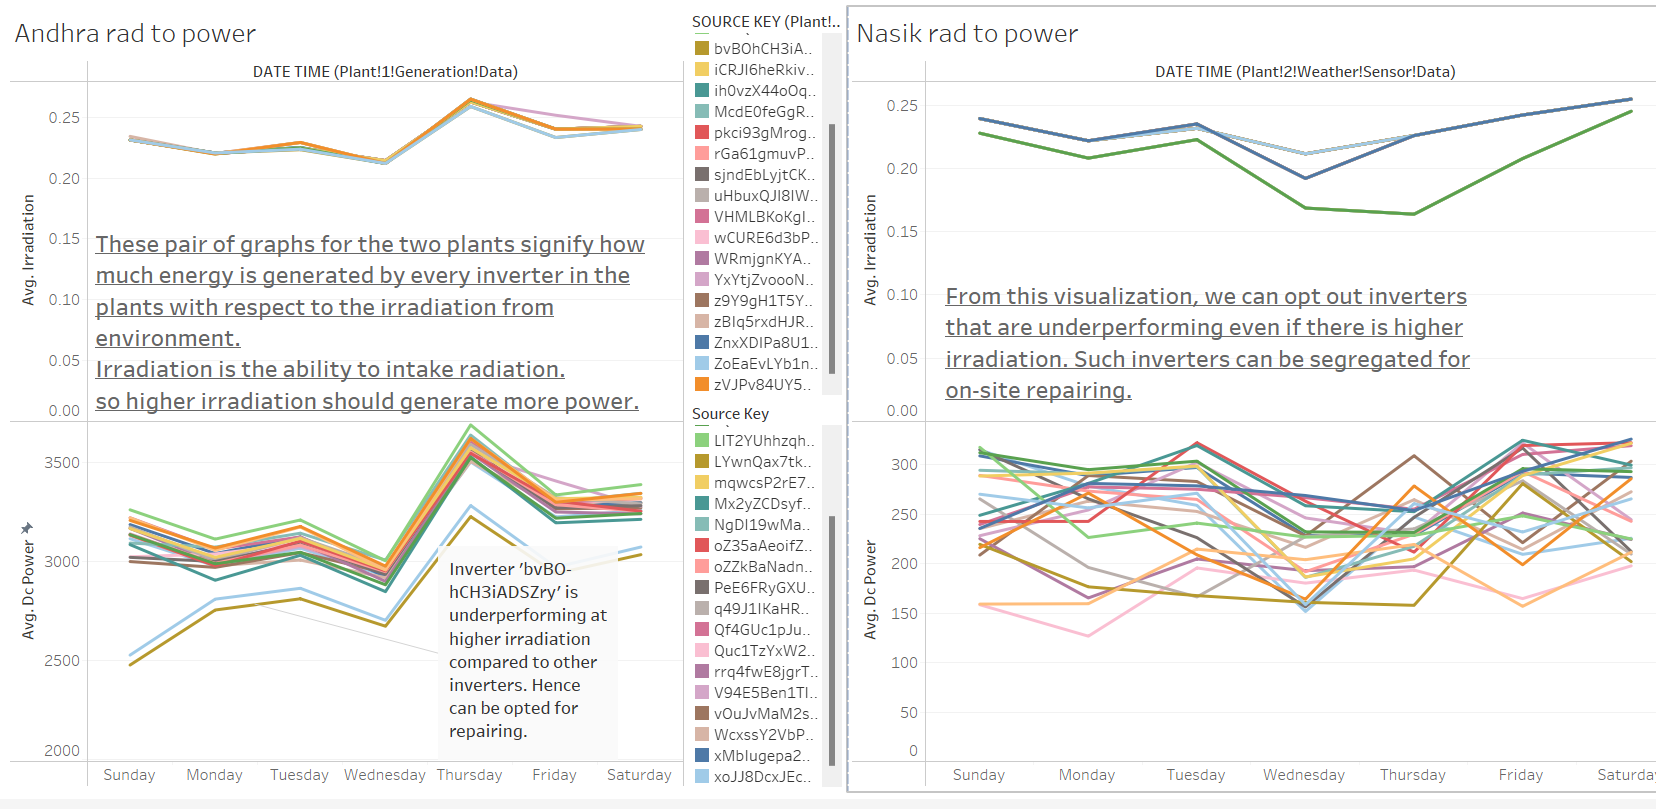 Andhra rad to power
DATE TIME (Plant!1!Generation!Data)
0.25
0.20
0.15
0.10
0.05
0.00
Avg. Irradiation
These pair of graphs for the two plants signify how
much energy is generated by every inverter in the
plants with respect to the irradiation from
environment.
Irradiation is the ability to intake radiation.
so higher irradiation should generate more power.
3500
3000
2500
2000
Avg. Dc Power
Inverter 'bvBO-
hCH3iADSZry' is
underperforming at
higher irradiation
compared to other
inverters. Hence
can be opted for
repairing.
Sunday Monday Tuesday Wednesday Thursday Friday Saturday
SOURCE KEY (Plant!..
bvBOhCH3iA..
iCRJl6heRkiv..
ih0vzX44oOq..
McdE0feGgR..
pkci93gMrog..
rGa61gmuvP..
sjndEbLyjtCK..
uHbuxQJl8lW..
VHMLBKoKgl..
wCURE6d3bP..
WRmjgnKYA..
YxYtjZvoooN..
z9Y9gH1T5Y..
zBIq5rxdHJR..
ZnxXDlPa8U1..
ZoEaEvLYb1n..
zVJPv84UY5..
Source Key
LlT2YUhhzqh..
LYwnQax7tk..
mqwcsP2rE7..
Mx2yZCDsyf..
NgDl19wMa..
oZ35aAeoifZ..
oZZkBaNadn..
PeE6FRyGXU..
q49J1IKaHR..
Qf4GUc1pJu..
Quc1TzYxW2..
rrq4fwE8jgrT..
V94E5Ben1Tl..
vOuJvMaM2s..
WcxssY2VbP..
xMbIugepa2..
xoJJ8DcxJEc..
Nasik rad to power
DATE TIME (Plant!2!Weather!Sensor!Data)
0.25
0.20
0.15
0.10
0.05
0.00
Avg. Irradiation
From this visualization, we can opt out inverters
that are underperforming even if there is higher
irradiation. Such inverters can be segregated for
on-site repairing.
300
250
200
150
100
50
0
Avg. Dc Power
Sunday Monday Tuesday Wednesday Thursday Friday Saturday